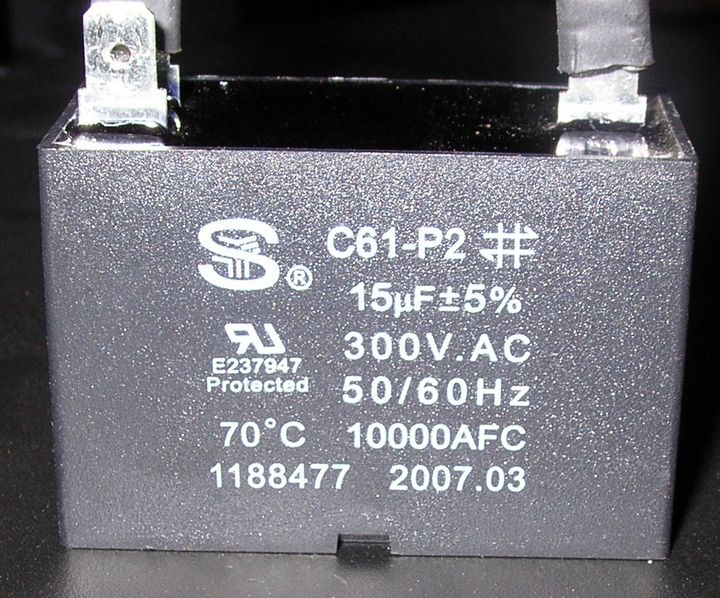 S® C61-P2
15µF±5%
300V.AC
E237947
Protected
50/60Hz
70°C 10000AFC
1188477 2007.03